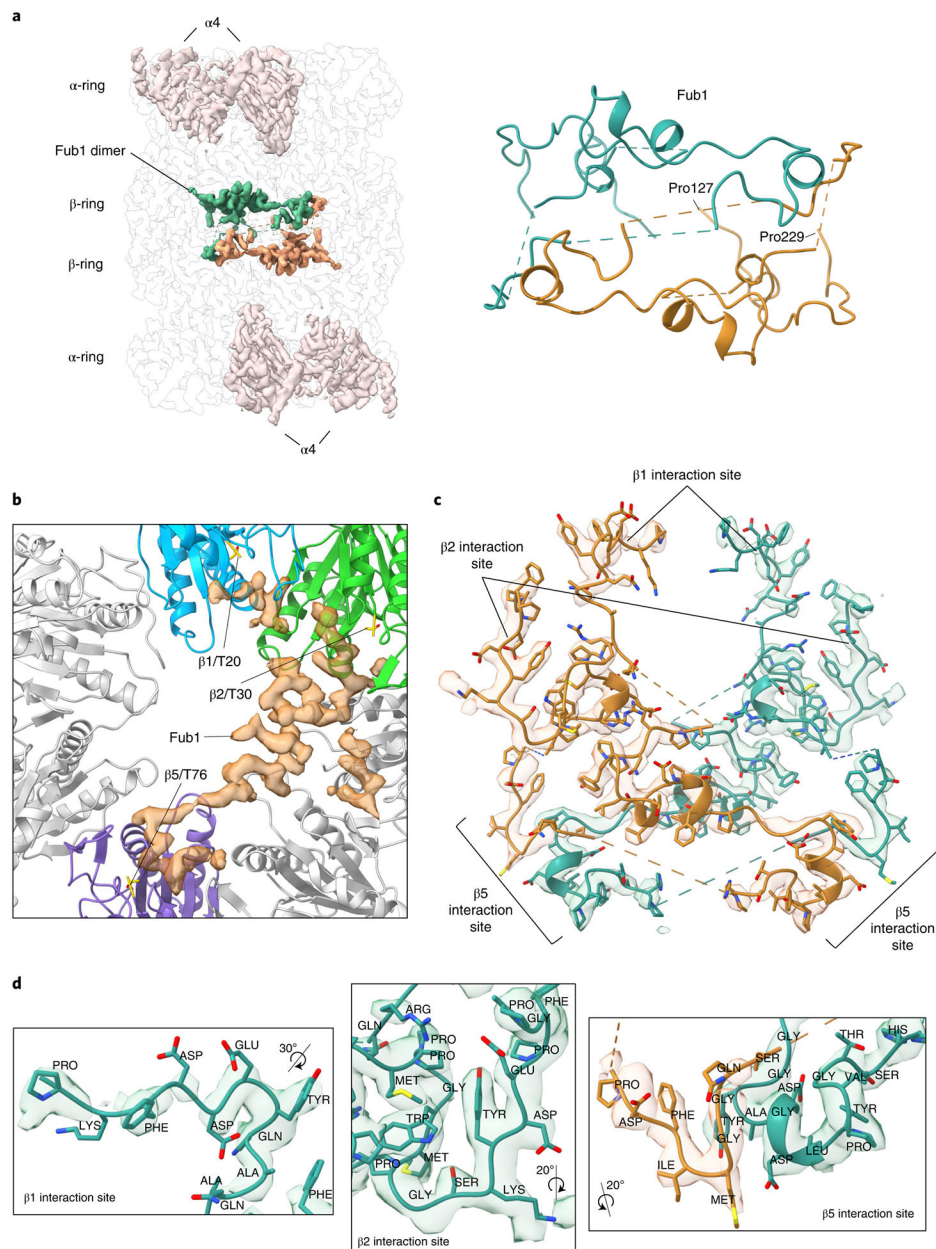 a
α4
α-ring
Fub1 dimer
β-ring
β-ring
α-ring
α4
Fub1
Pro127
Pro229
b
β1/T20
β2/T30
Fub1
β5/T76
c
β1 interaction site
β2 interaction
site
β5
interaction
site
β5
interaction
site
d
PRO
LYS
PHE
ASP
ASP
GLU
30°
TYR
GLN
ALA
ALA
GLN
PHE
β1 interaction site
ARG
GLN
PRO
PRO
MET
GLY
TRP
MET
PRO
GLY
SER
TYR
PRO
PHE
GLY
PRO
GLU
ASP
LYS
20°
β2 interaction site
PRO
ASP
PHE
ILE
MET
20°
GLN
SER
GLY
GLY
GLY
TYR
GLY
ALA
ASP
GLY
ASP
LEU
GLY
THR
VAL
HIS
SER
TYR
PRO
β5 interaction site